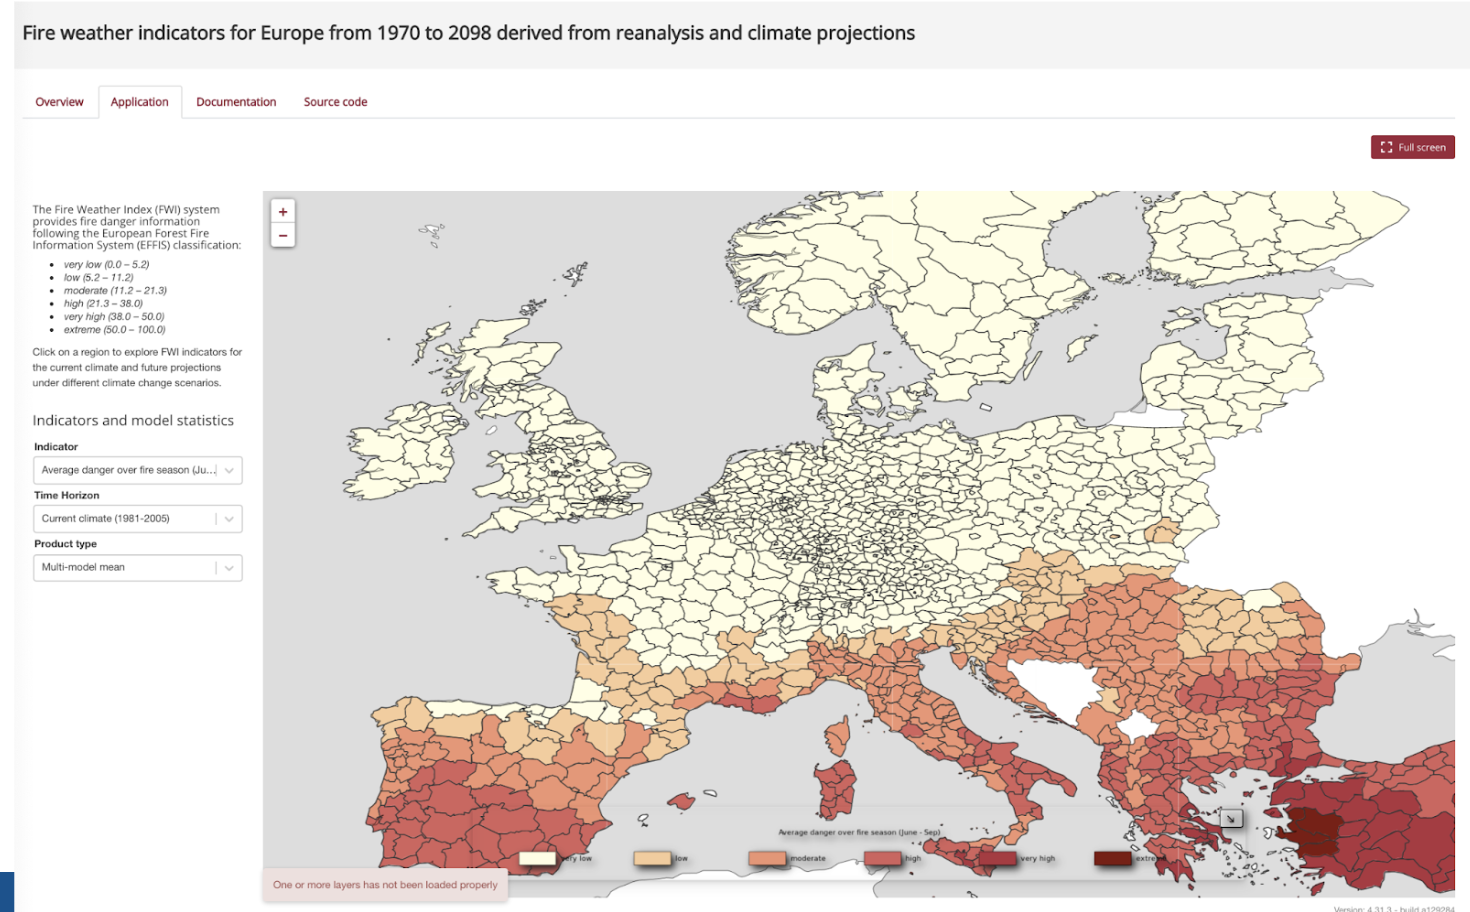 Fire weather indicators for Europe from 1970 to 2098 derived from reanalysis and climate projections
Overview
Application
Documentation
Source code
Full screen
The Fire Weather Index (FWI) system
provides fire danger information
following the European Forest Fire
Information System (EFFIS) classification:
• very low (0.0 – 5.2)
• low (5.2 – 11.2)
• moderate (11.2 – 21.3)
• high (21.3 – 38.0)
• very high (38.0 – 50.0)
• extreme (50.0 – 100.0)
Click on a region to explore FWI indicators for
the current climate and future projections
under different climate change scenarios.
Indicators and model statistics
Indicator
Average danger over fire season (Ju...
Time Horizon
Current climate (1981-2005)
Product type
Multi-model mean
+
−
Average danger over fire season (June - Sep)
very low
low
moderate
high
very high
extreme
One or more layers has not been loaded properly
Version: 4.31.3 - build a129284